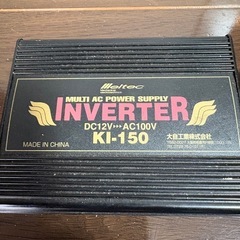 Meltec
MULTI AC POWER SUPPLY
INVERTER
DC12V⋯AC100V
KI-150
大自工業株式会社
MADE IN CHINA